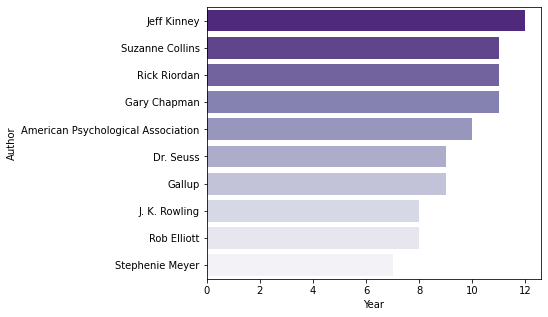 Jeff Kinney
Suzanne Collins
Rick Riordan
Gary Chapman
American Psychological Association
Dr. Seuss
Gallup
J. K. Rowling
Rob Elliott
Stephenie Meyer
Author
0 2 4 6 8 10 12
Year